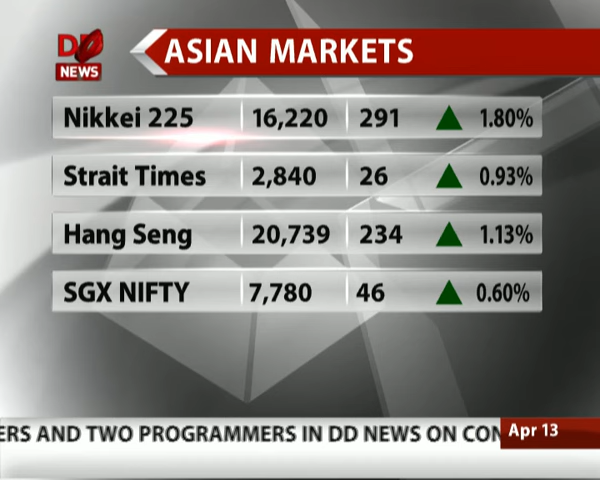 DD NEWS
ASIAN MARKETS
Nikkei 225 16,220 291 ▲ 1.80%
Strait Times 2,840 26 ▲ 0.93%
Hang Seng 20,739 234 ▲ 1.13%
SGX NIFTY 7,780 46 ▲ 0.60%
ERS AND TWO PROGRAMMERS IN DD NEWS ON CON
Apr 13